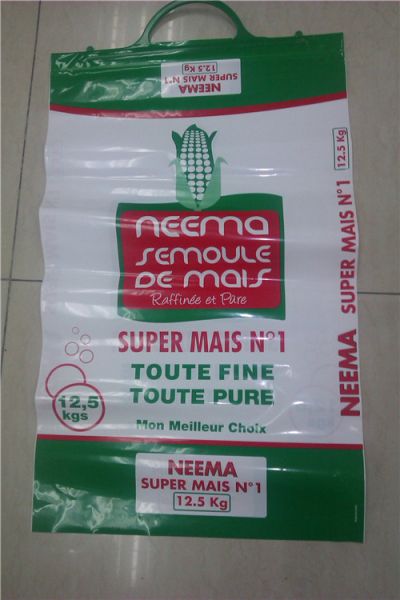 NEEMA
SUPER MAIS N°1
12.5 Kg
NEEMA
SEMOULE
DE MAIS
Raffinée et Pure
SUPER MAIS N°1
TOUTE FINE
TOUTE PURE
Mon Meilleur Choix
12,5
kgs
NEEMA SUPER MAIS N°1 12.5 Kg
NEEMA
SUPER MAIS N°1
12.5 Kg